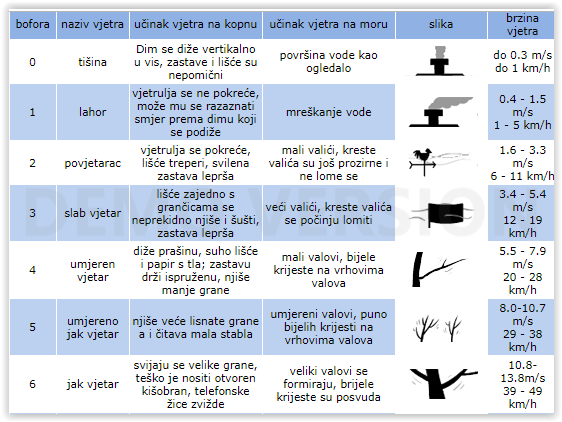 bofora naziv vjetra učinak vjetra na kopnu učinak vjetra na moru slika brzina vjetra
0
tišina
Dim se diže vertikalno
u vis, zastave i lišće su
nepomični
površina vode kao
ogledalo
do 0.3 m/s
do 1 km/h
1
lahor
vjetrulja se ne pokreće,
može mu se razaznati
smjer prema dimu koji
se podiže
mreškanje vode
0.4 - 1.5
m/s
1 - 5 km/h
2
povjetarac
vjetrulja se pokreće,
lišće treperi, svilena
zastava leprša
mali valići, kreste
valića su još prozirne i
ne lome se
1.6 - 3.3
m/s
6 - 11 km/h
3
slab vjetar
lišće zajedno s
grančicama se
neprekidno njiše i šušti,
zastava leprša
veći valići, kreste valića
se počinju lomiti
3.4 - 5.4
m/s
12 - 19
km/h
4
umjeren
vjetar
diže prašinu, suho lišće
i papir s tla; zastavu
drži ispruženu, njiše
manje grane
mali valovi, bijele
krijeste na vrhovima
valova
5.5 - 7.9
m/s
20 - 28
km/h
5
umjereno
jak vjetar
njiše veće lisnate grane
a i čitava mala stabla
umjereni valovi, puno
bijelih krijesti na
vrhovima valova
8.0-10.7
m/s
29 - 38
km/h
6
jak vjetar
svijaju se velike grane,
teško je nositi otvoren
kišobran, telefonske
žice zvižde
veliki valovi se
formiraju, brijele
krijeste su posvuda
10.8-
13.8m/s
39 - 49
km/h
DEMO VERSION